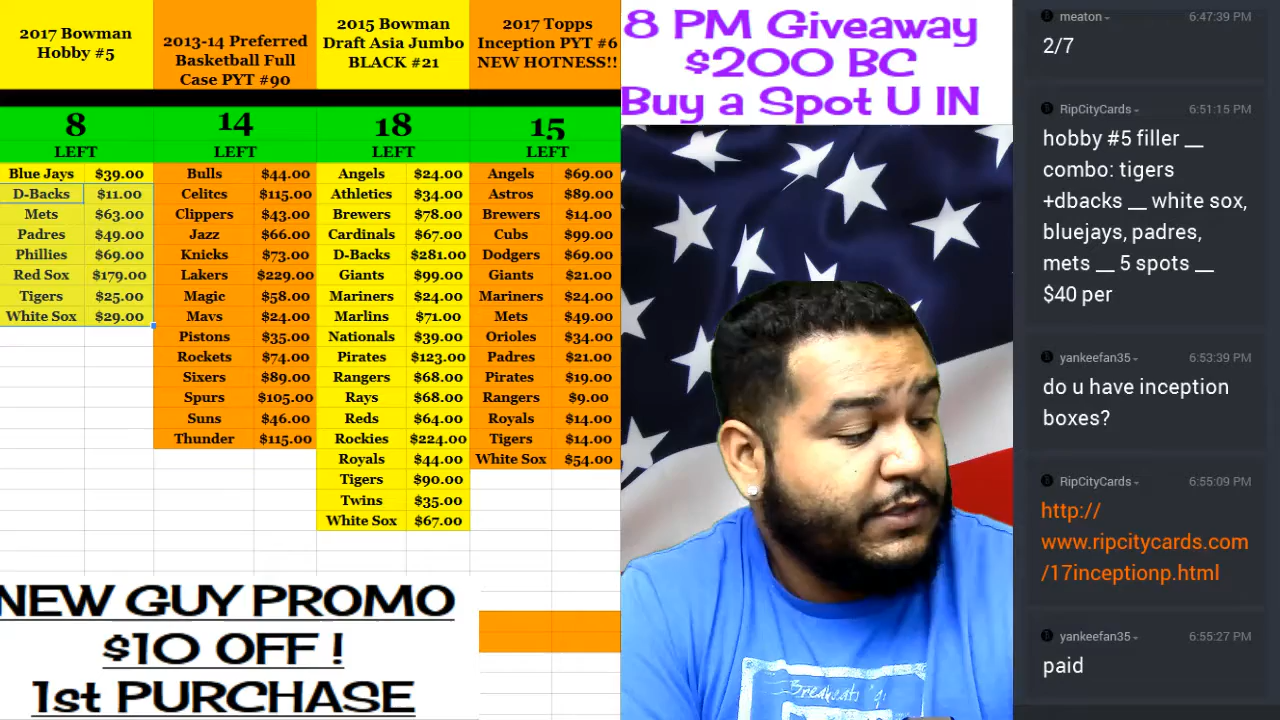 2017 Bowman
Hobby #5
8
LEFT
Blue Jays $39.00
D-Backs $11.00
Mets $63.00
Padres $49.00
Phillies $69.00
Red Sox $179.00
Tigers $25.00
White Sox $29.00
2013-14 Preferred
Basketball Full
Case PYT #90
14
LEFT
Bulls $44.00
Celitcs $115.00
Clippers $43.00
Jazz $66.00
Knicks $73.00
Lakers $229.00
Magic $58.00
Mavs $24.00
Pistons $35.00
Rockets $74.00
Sixers $89.00
Spurs $105.00
Suns $46.00
Thunder $115.00
2015 Bowman
Draft Asia Jumbo
BLACK #21
18
LEFT
Angels $24.00
Athletics $34.00
Brewers $78.00
Cardinals $67.00
D-Backs $281.00
Giants $99.00
Mariners $24.00
Marlins $71.00
Nationals $39.00
Pirates $123.00
Rangers $68.00
Rays $68.00
Reds $64.00
Rockies $224.00
Royals $44.00
Tigers $90.00
Twins $35.00
White Sox $67.00
2017 Topps
Inception PYT #6
NEW HOTNESS!!
15
LEFT
Angels $69.00
Astros $89.00
Brewers $14.00
Cubs $99.00
Dodgers $69.00
Giants $21.00
Mariners $24.00
Mets $49.00
Orioles $34.00
Padres $21.00
Pirates $19.00
Rangers $9.00
Royals $14.00
Tigers $14.00
White Sox $54.00
NEW GUY PROMO
$10 OFF !
1st PURCHASE
8 PM Giveaway
$200 BC
Buy a Spot U IN
meaton 6:47:39 PM
2/7
RipCityCards 6:51:15 PM
hobby #5 filler __
combo: tigers
+dbacks __ white sox,
bluejays, padres,
mets __ 5 spots __
$40 per
yankeefan35 6:53:39 PM
do u have inception
boxes?
RipCityCards 6:55:09 PM
http://
www.ripcitycards.com
/17inceptionp.html
yankeefan35 6:55:27 PM
paid